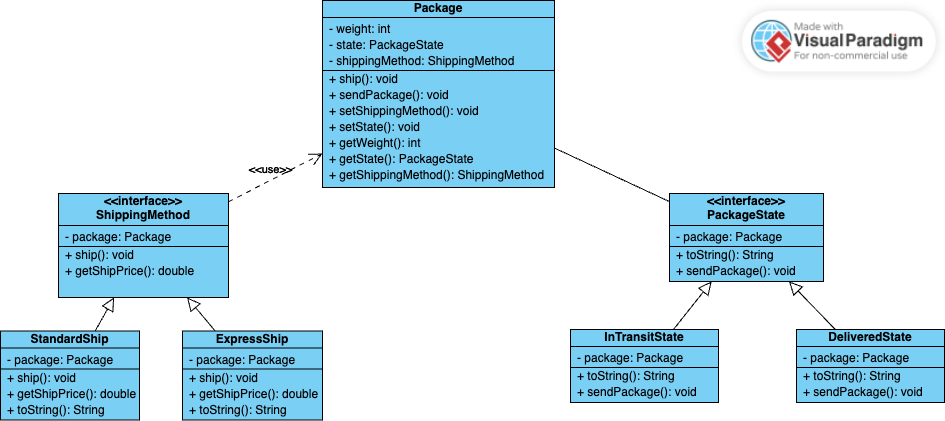 Package
- weight: int
- state: PackageState
- shippingMethod: ShippingMethod
+ ship(): void
+ sendPackage(): void
+ setShippingMethod(): void
+ setState(): void
+ getWeight(): int
+ getState(): PackageState
+ getShippingMethod(): ShippingMethod
Made with
Visual Paradigm
For non-commercial use
<<use>>
<<interface>>
ShippingMethod
- package: Package
+ ship(): void
+ getShipPrice(): double
<<interface>>
PackageState
- package: Package
+ toString(): String
+ sendPackage(): void
StandardShip
- package: Package
+ ship(): void
+ getShipPrice(): double
+ toString(): String
ExpressShip
- package: Package
+ ship(): void
+ getShipPrice(): double
+ toString(): String
InTransitState
- package: Package
+ toString(): String
+ sendPackage(): void
DeliveredState
- package: Package
+ toString(): String
+ sendPackage(): void